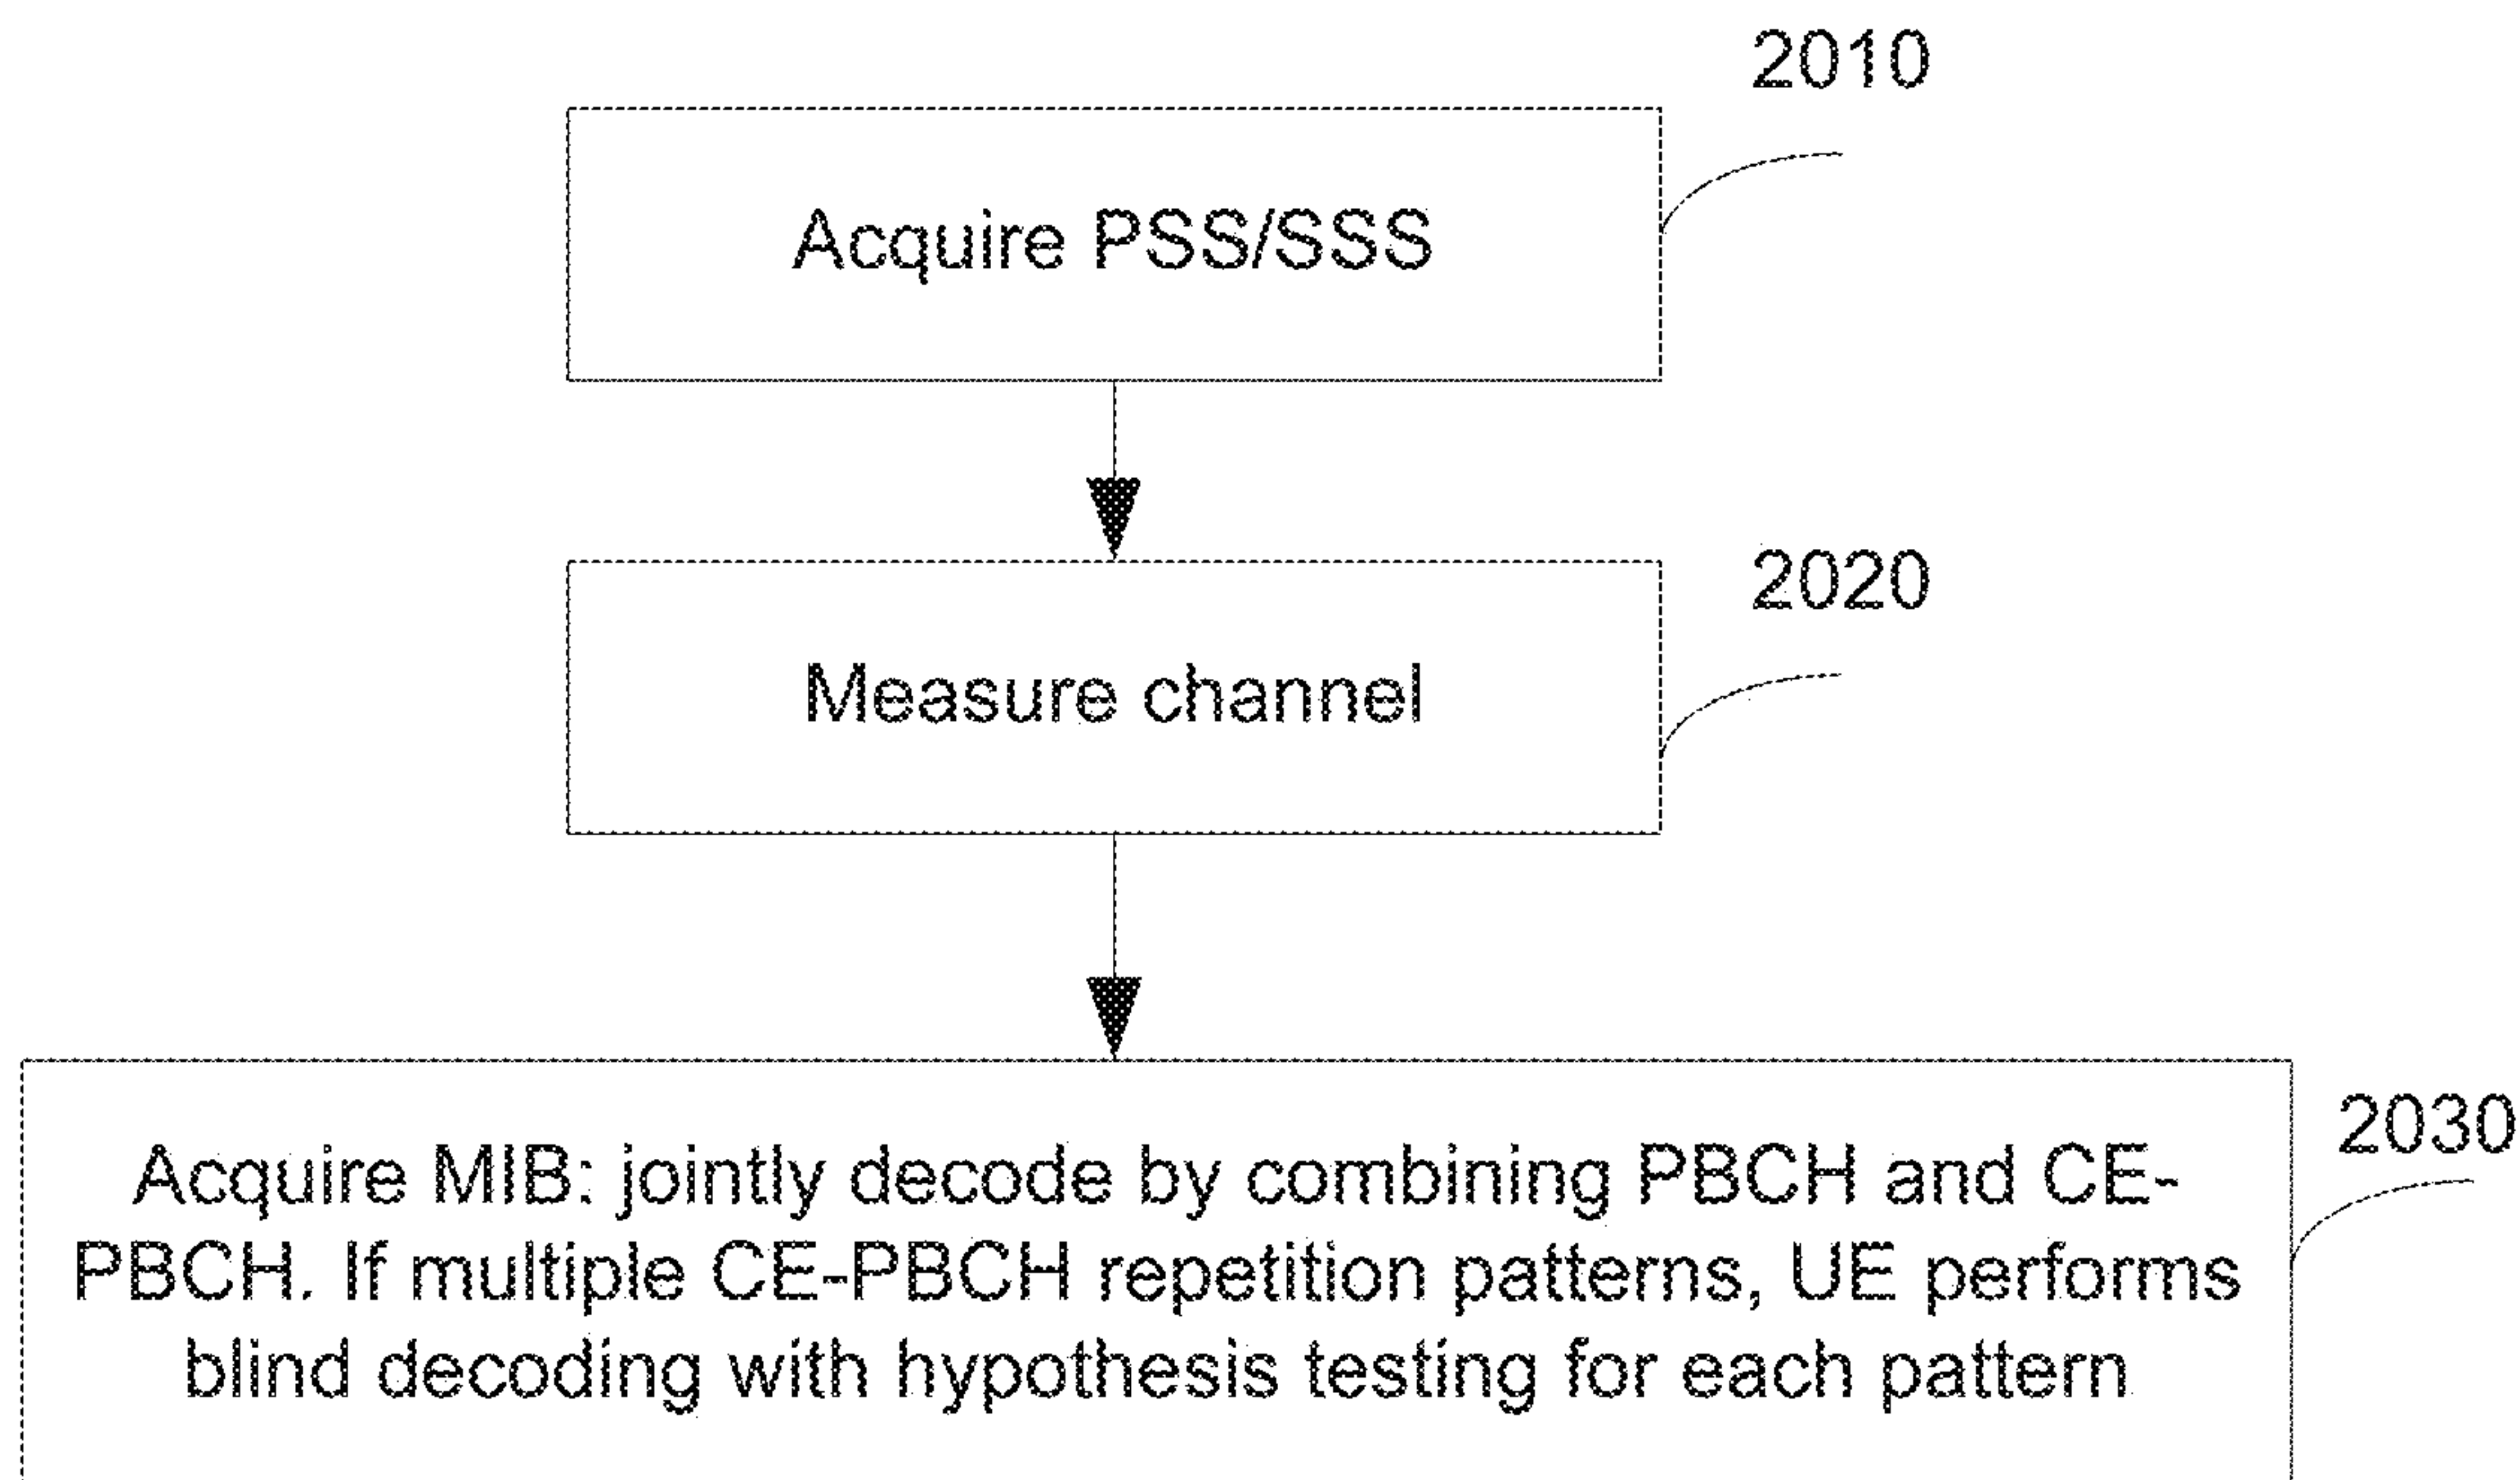 2010
Acquire PSS/SSS
2020
Measure channel
2030
Acquire MIB: jointly decode by combining PBCH and CE-
PBCH. If multiple CE-PBCH repetition patterns, UE performs
blind decoding with hypothesis testing for each pattern